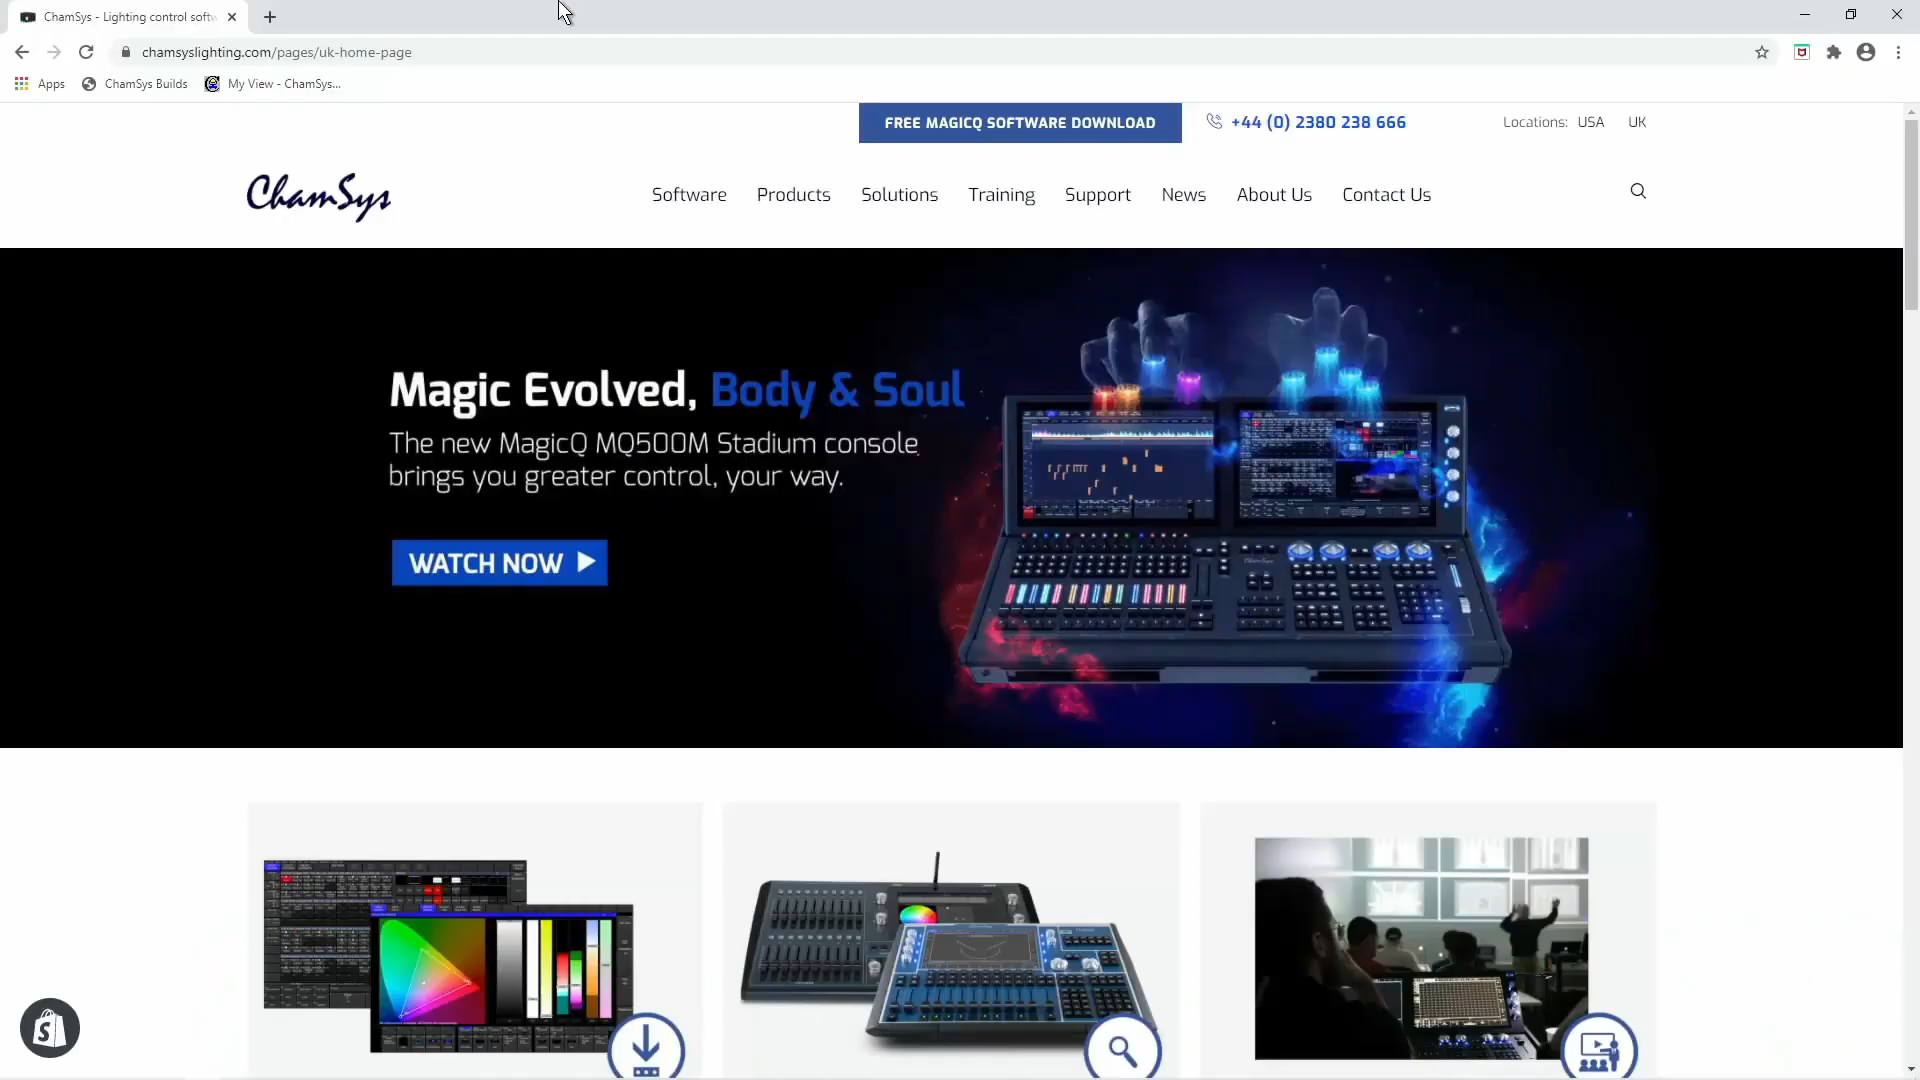 ChamSys - Lighting control softw
chamsyslighting.com/pages/uk-home-page
Apps
ChamSys Builds
My View - ChamSys...
FREE MAGICQ SOFTWARE DOWNLOAD
+44 (0) 2380 238 666
Locations: USA UK
ChamSys
Software Products Solutions Training Support News About Us Contact Us
Magic Evolved, Body & Soul
The new MagicQ MQ500M Stadium console
brings you greater control, your way.
WATCH NOW